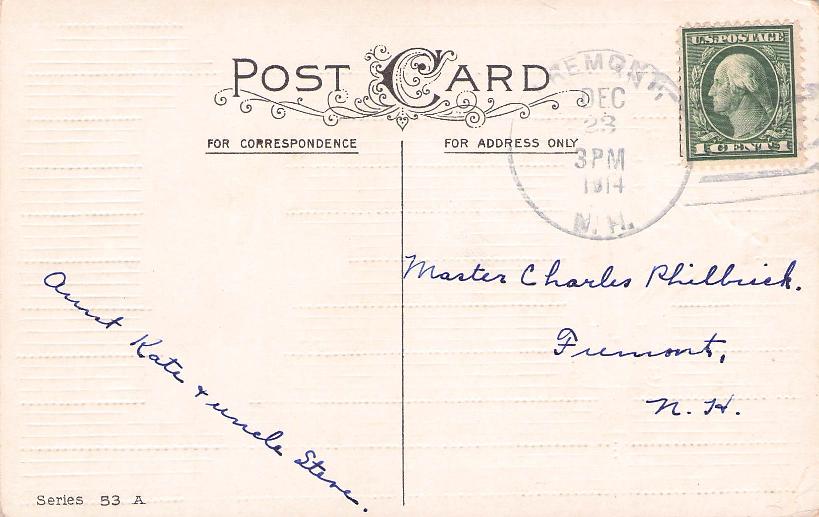 POST CARD
FOR CORRESPONDENCE
FOR ADDRESS ONLY
U.S. POSTAGE
1 CENT 1
REMONT
DEC
23
3 PM
1914
N.H.
Master Charles Philbrick.
Fremont,
N. H.
Aunt Kate & uncle Steve.
Series 53 A